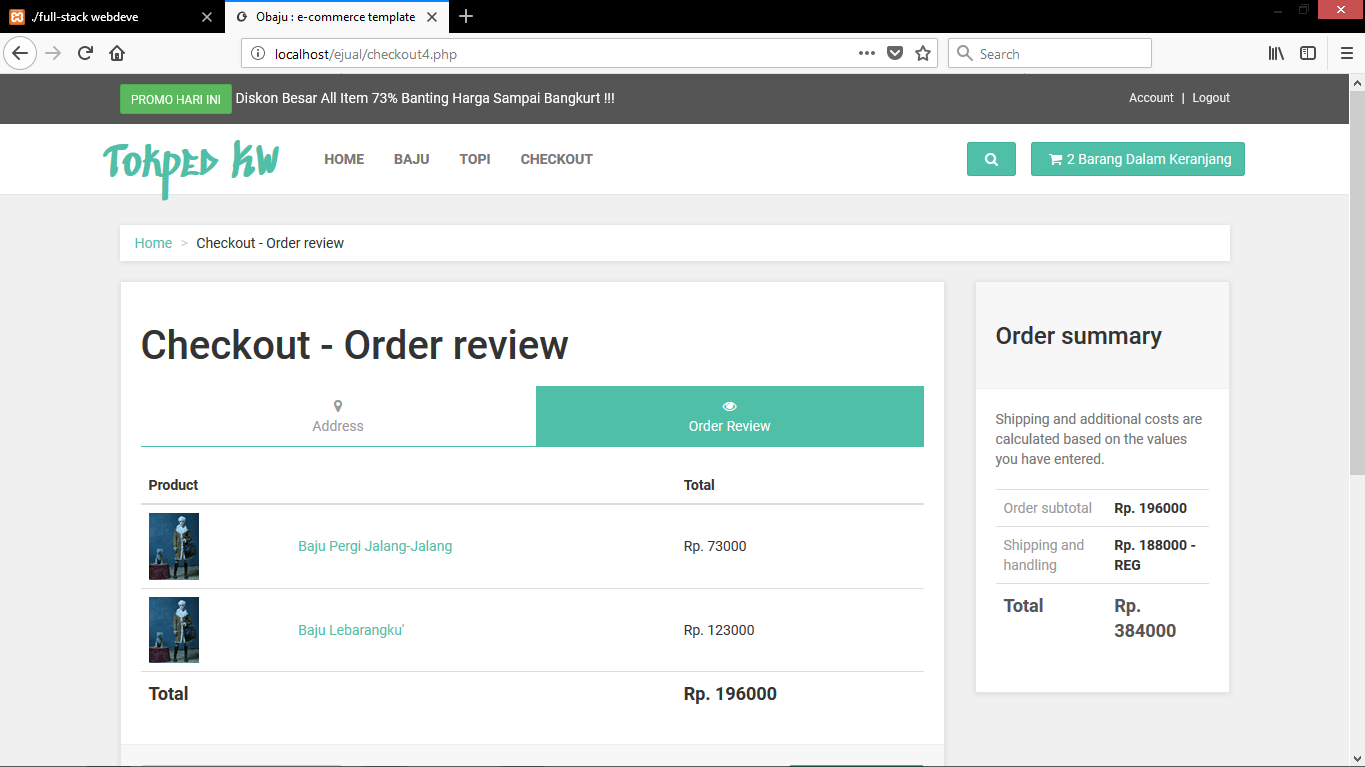 ./full-stack webdeve
Obaju : e-commerce template
localhost/ejual/checkout4.php
Search
PROMO HARI INI Diskon Besar All Item 73% Banting Harga Sampai Bangkurt !!!
Account | Logout
Tokped KW
HOME BAJU TOPI CHECKOUT
2 Barang Dalam Keranjang
Home > Checkout - Order review
Checkout - Order review
Address
Order Review
Product Total
Baju Pergi Jalang-Jalang Rp. 73000
Baju Lebarangku' Rp. 123000
Total Rp. 196000
Order summary
Shipping and additional costs are
calculated based on the values
you have entered.
Order subtotal Rp. 196000
Shipping and Rp. 188000 -
handling REG
Total Rp.
384000